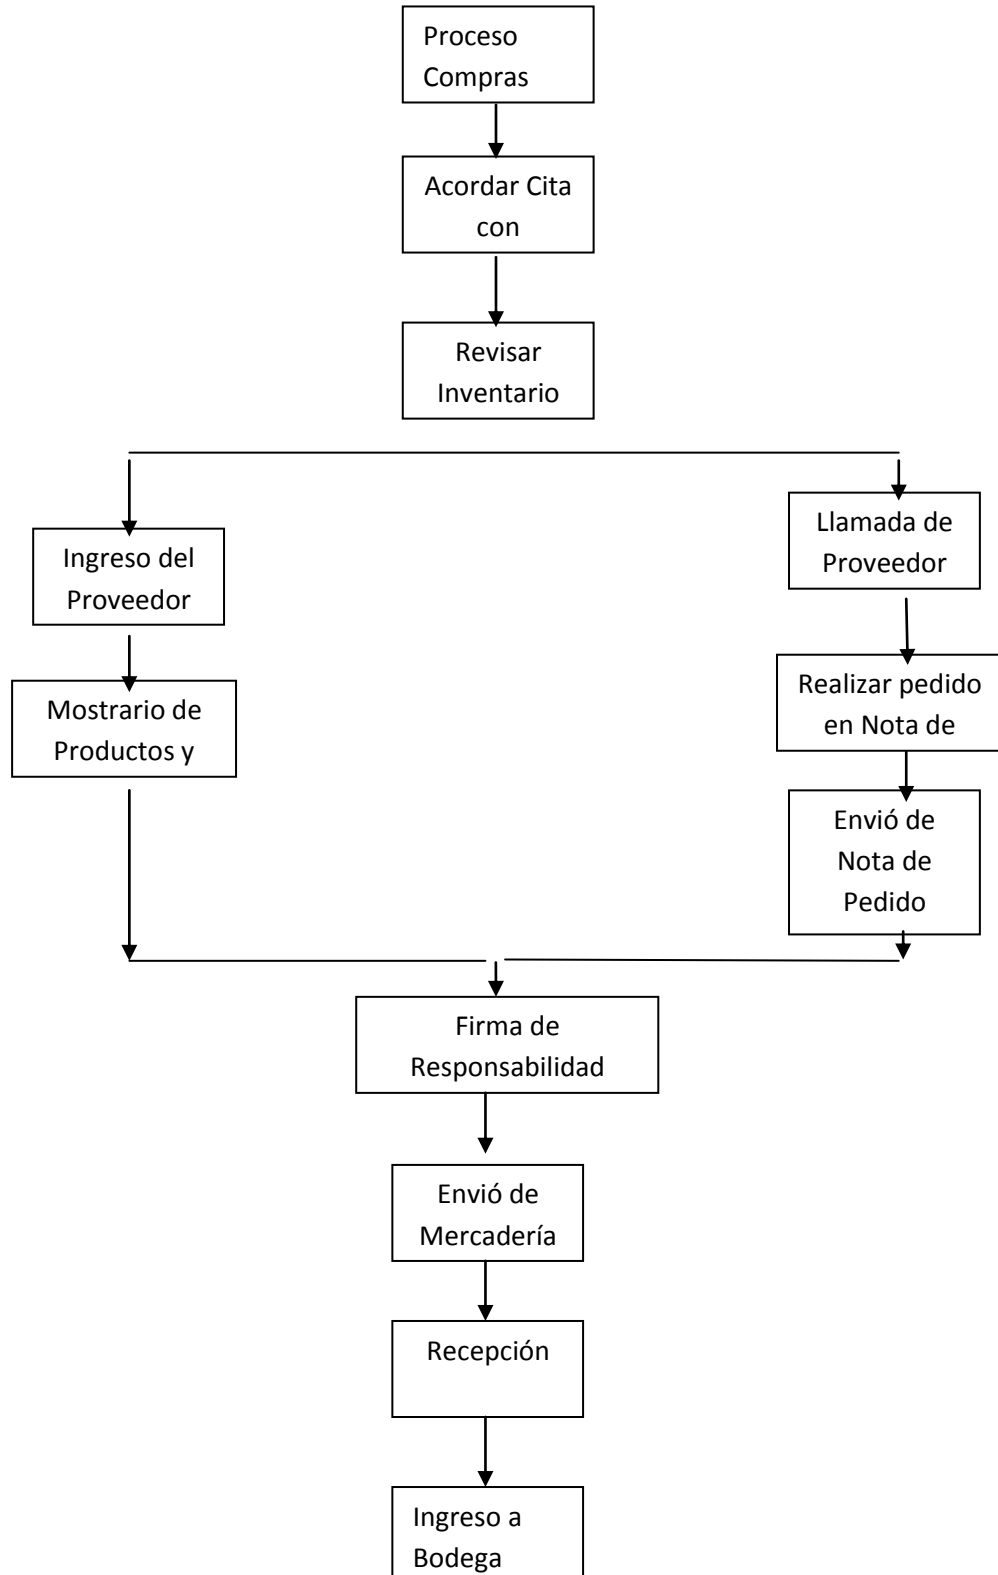 Proceso
Compras
Acordar Cita
con
Revisar
Inventario
Ingreso del
Proveedor
Mostrario de
Productos y
Llamada de
Proveedor
Realizar pedido
en Nota de
Envió de
Nota de
Pedido
Firma de
Responsabilidad
Envió de
Mercadería
Recepción
Ingreso a
Bodega